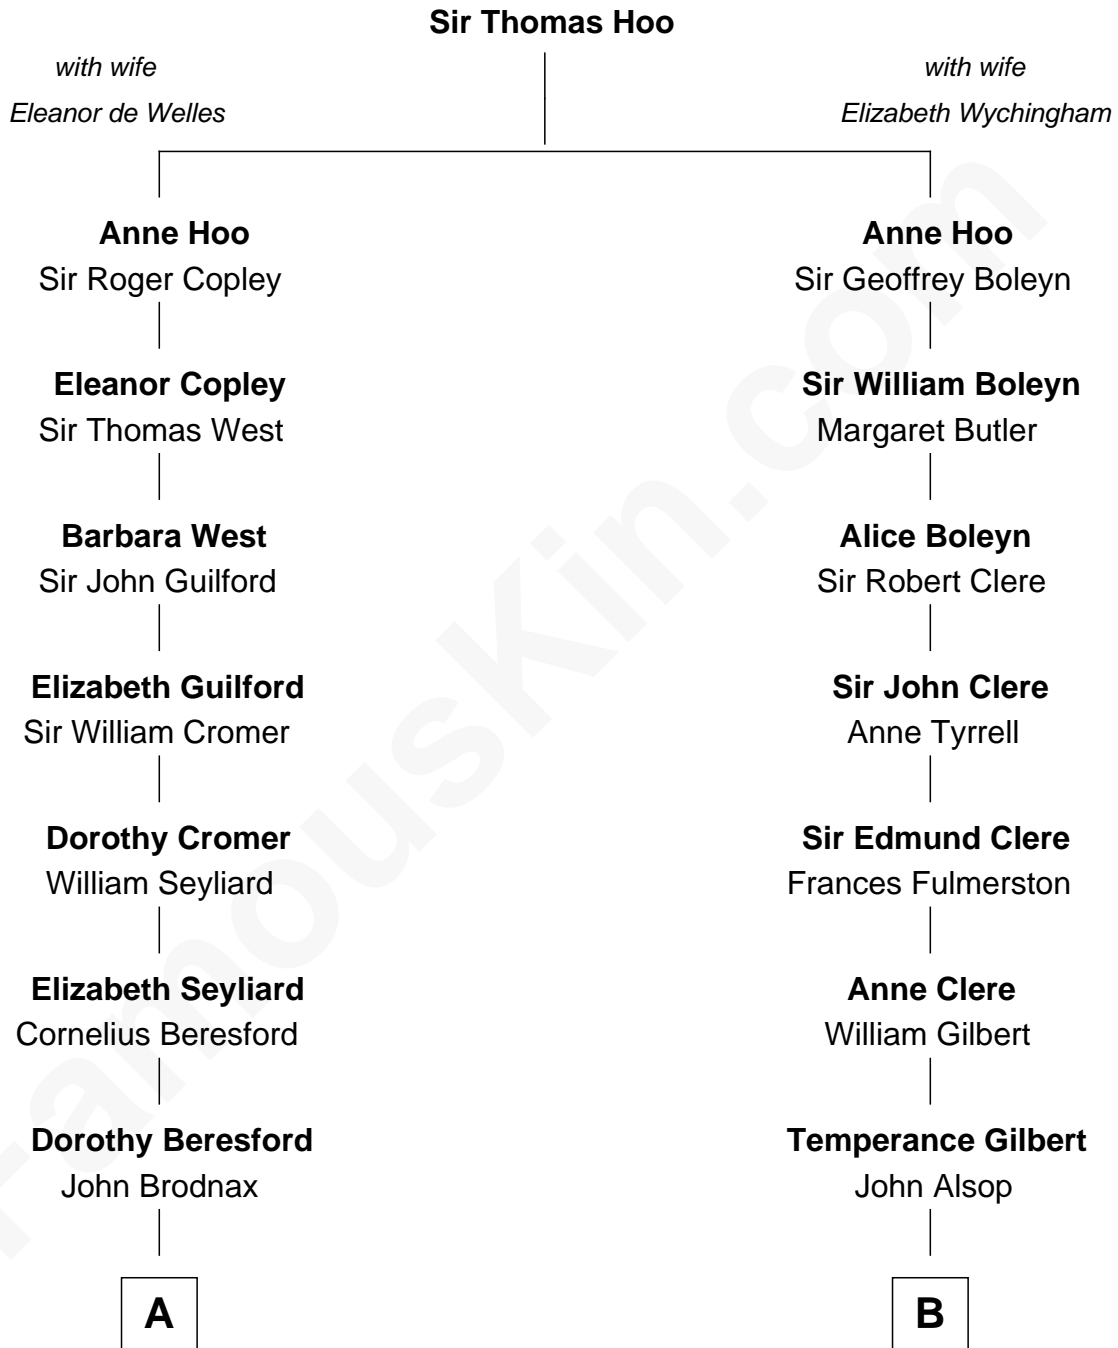 Sir Thomas Hoo
with wife
Eleanor de Welles
with wife
Elizabeth Wychingham
Anne Hoo
Sir Roger Copley
Anne Hoo
Sir Geoffrey Boleyn
Eleanor Copley
Sir Thomas West
Sir William Boleyn
Margaret Butler
Barbara West
Sir John Guilford
Alice Boleyn
Sir Robert Clere
Elizabeth Guilford
Sir William Cromer
Sir John Clere
Anne Tyrrell
Dorothy Cromer
William Seyliard
Sir Edmund Clere
Frances Fulmerston
Elizabeth Seyliard
Cornelius Beresford
Anne Clere
William Gilbert
Dorothy Beresford
John Brodnax
Temperance Gilbert
John Alsop
A
B
FamousKin.com